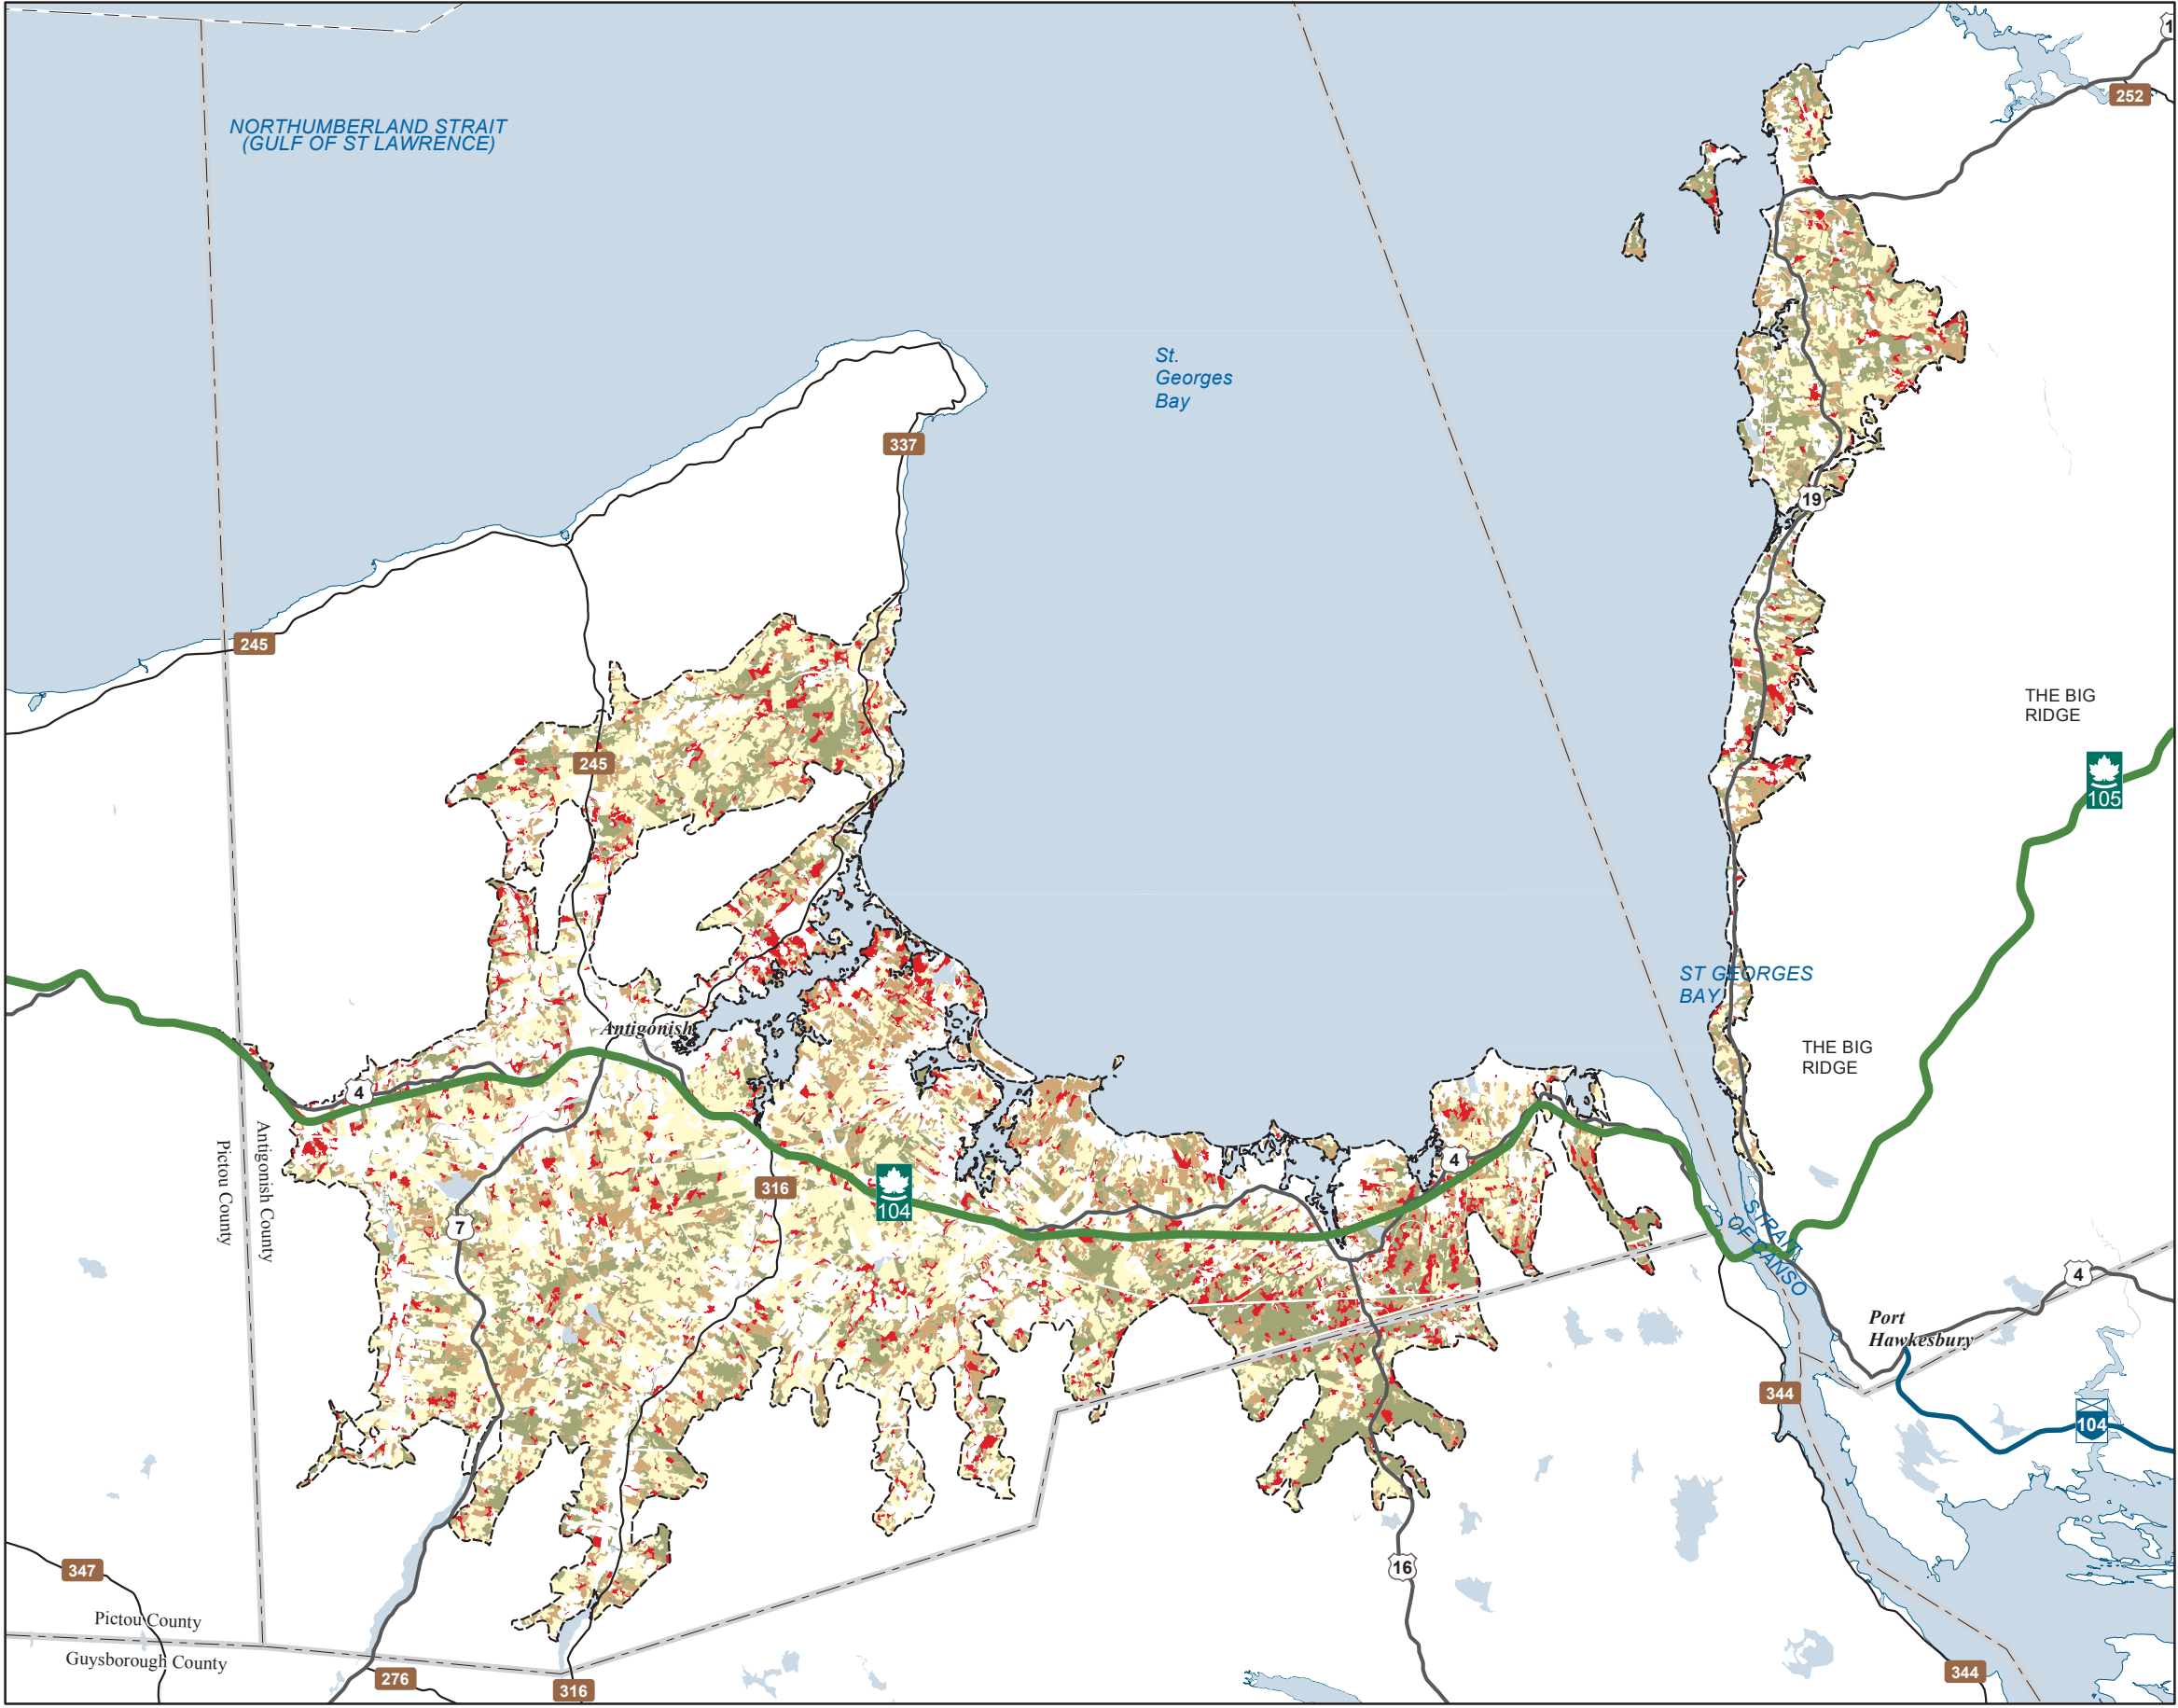 1
252
NORTHUMBERLAND STRAIT
(GULF OF ST LAWRENCE)
St.
Georges
Bay
337
19
245
THE BIG
RIDGE
245
105
ST GEORGES
BAY
Antigonish
THE BIG
RIDGE
4
4
Pictou County
Antigonish County
316
104
7
STRAIT
OF CANSO
4
Port
Hawkesbury
344
104
16
347
Pictou County
Guysborough County
276
316
344